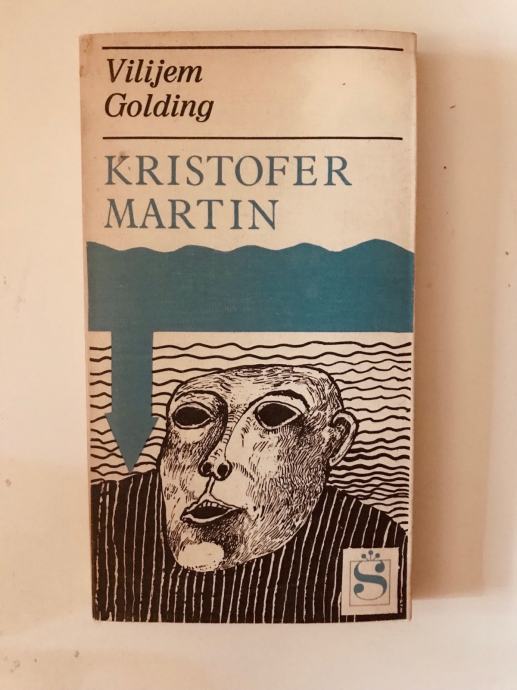 Vilijem
Golding
KRISTOFER
MARTIN
S